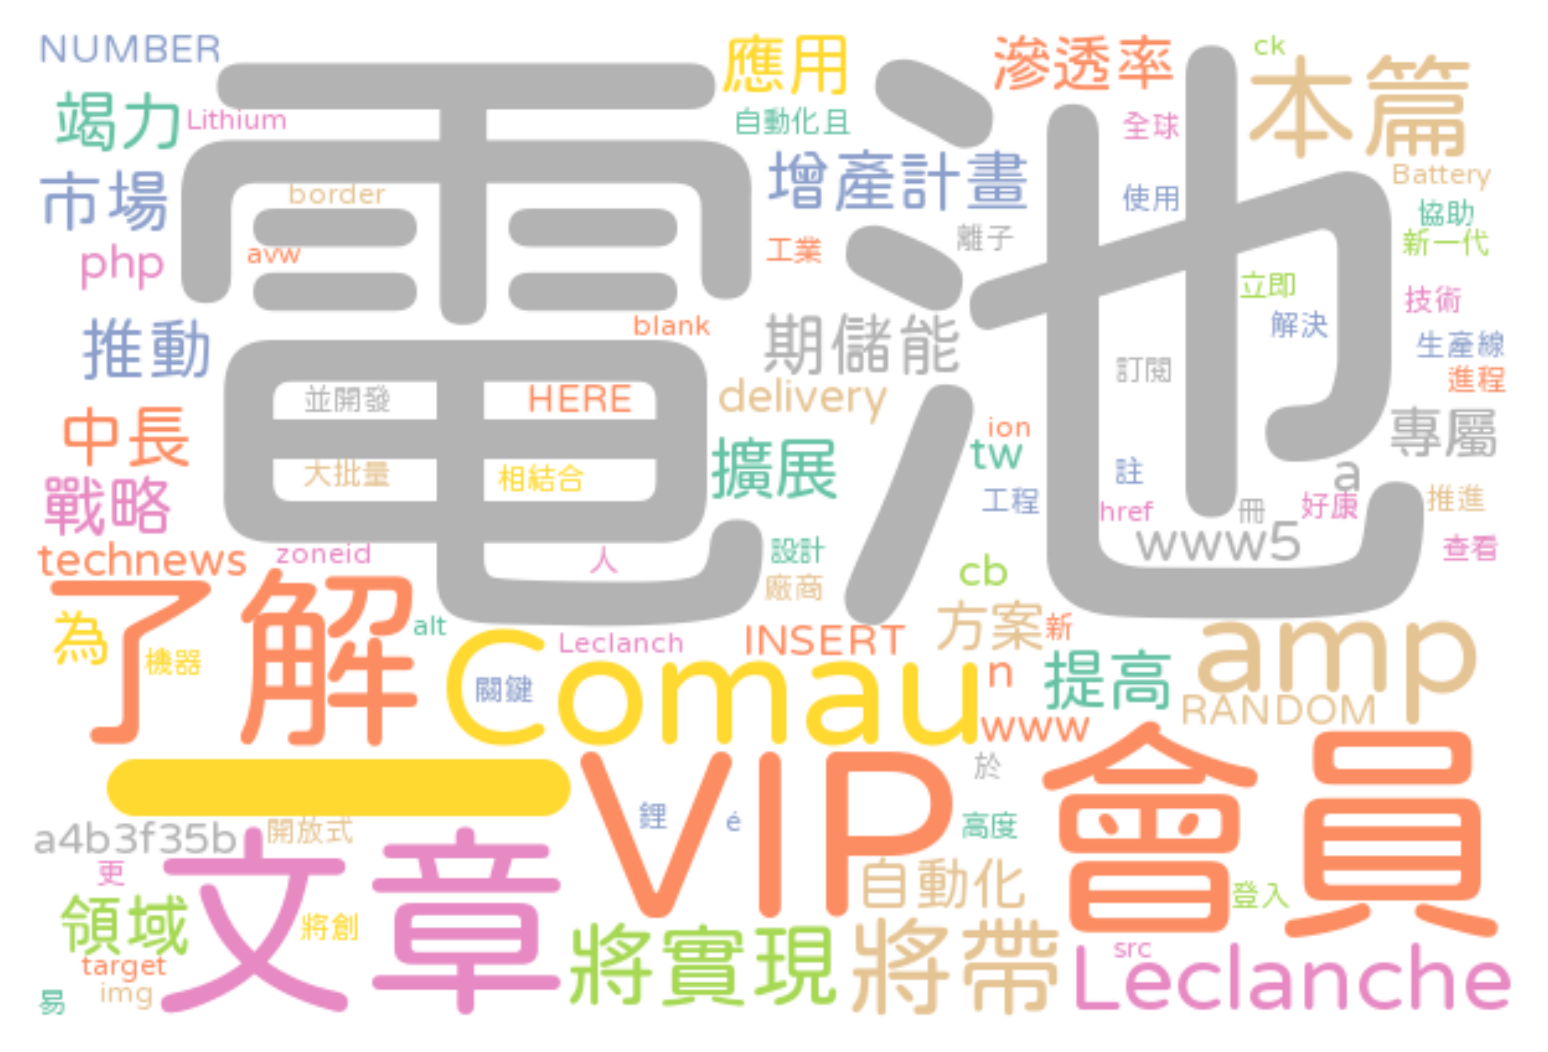 NUMBER
應用
滲透率
ck
本篇
竭力
Lithium
自動化且
全球
電池
市場
border
增產計畫
使用
Battery
協助
php
avw
工業
離子
新一代
立即
技術
推動
blank
期儲能
解決
生產線
並開發
HERE
delivery
訂閱
進程
中長
ion
專屬
大批量
相結合
擴展
tw
註
a
戰略
工程
href
冊
好康
推進
technews
zoneid
人
設計
www5
查看
廠商
cb
了解
為
機器
alt
Leclanch
INSERT
方案
新
amp
關鍵
Comau
n
提高
RANDOM
www
一
VIP
會員
於
a4b3f35b
開放式
鋰
é
高度
更
文章
自動化
登入
領域
將創
將實現
將帶
src
Leclanche
target
img
易